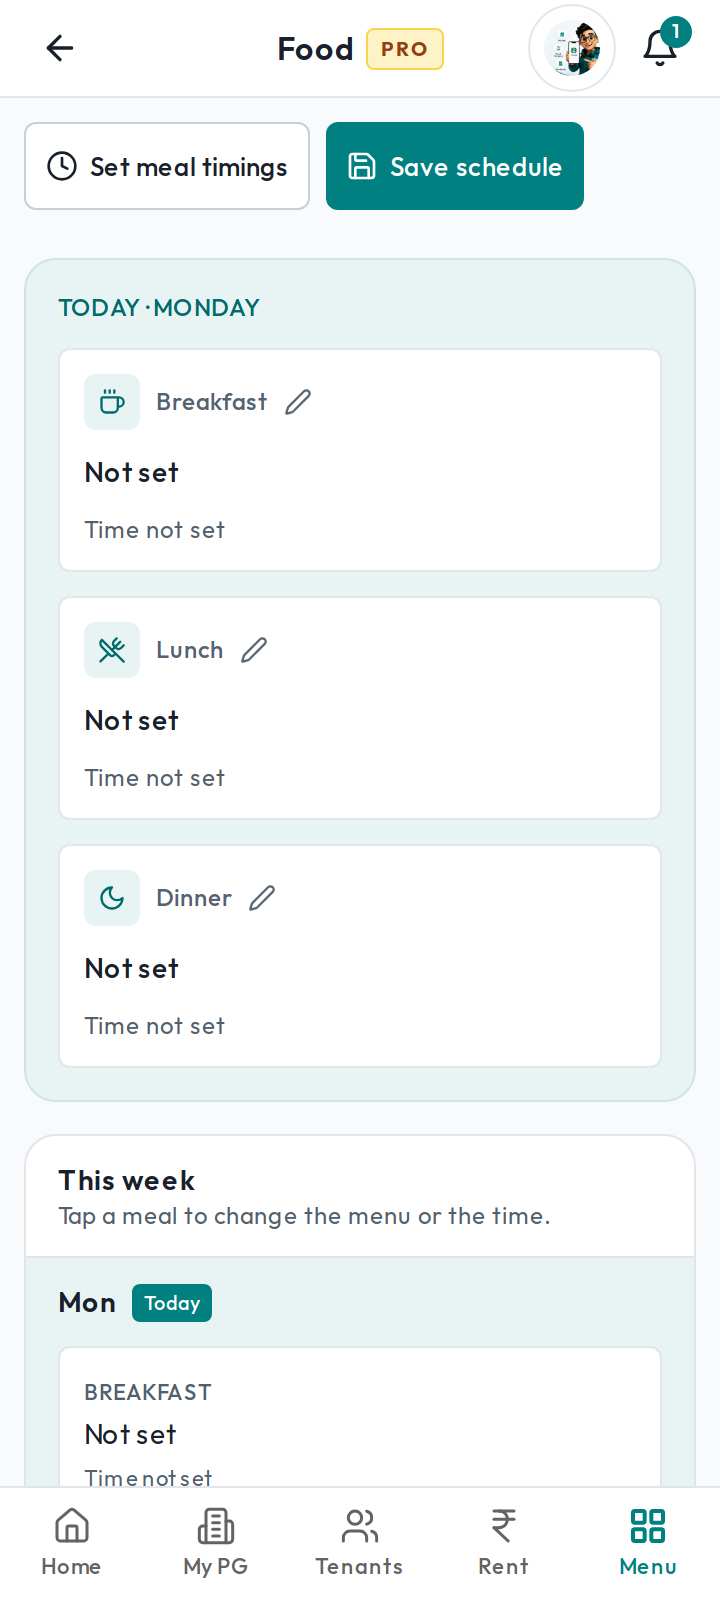 Food PRO
1
Set meal timings
Save schedule
TODAY · MONDAY
Breakfast
Not set
Time not set
Lunch
Not set
Time not set
Dinner
Not set
Time not set
This week
Tap a meal to change the menu or the time.
Mon Today
BREAKFAST
Not set
Time not set
Home
My PG
Tenants
Rent
Menu